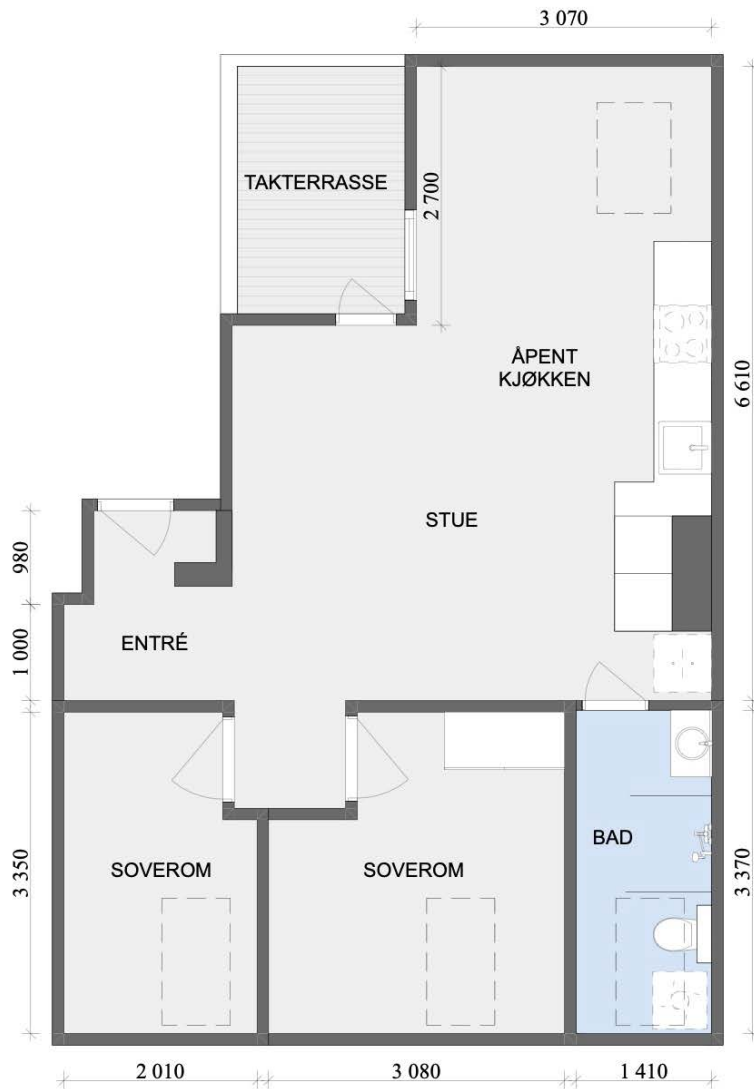 3 070
TAKTERRASSE
2 700
ÅPENT
KJØKKEN
6 610
STUE
980
ENTRÉ
1 000
BAD
SOVEROM
SOVEROM
3 350
3 370
2 010
3 080
1 410